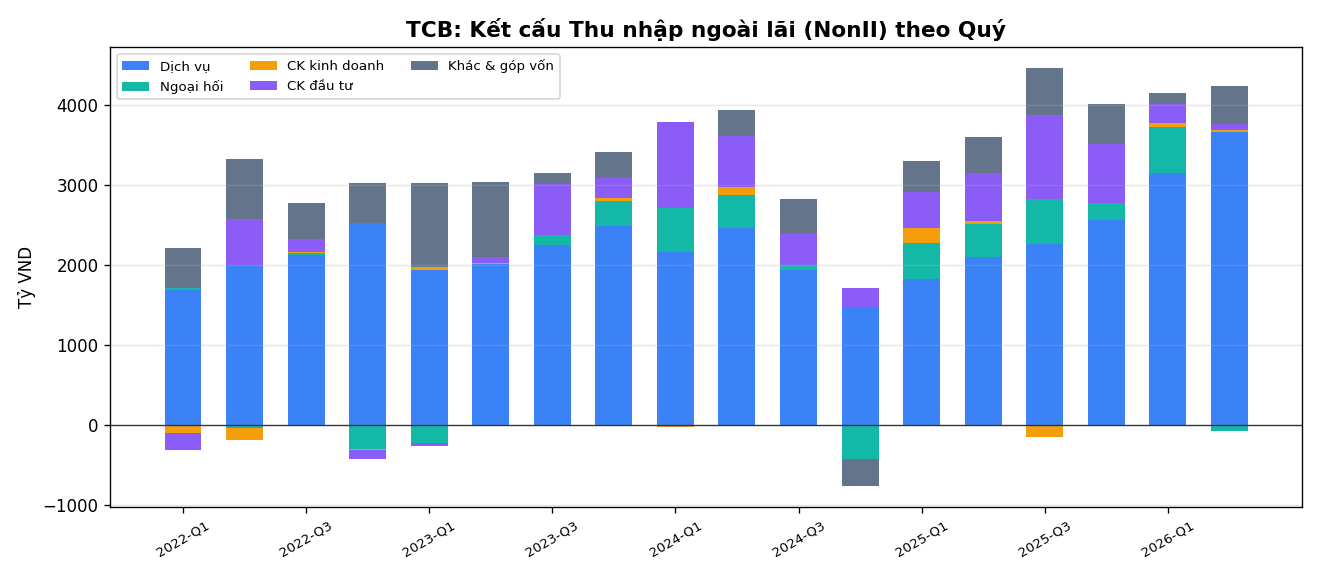 TCB: Kết cấu Thu nhập ngoài lãi (NonII) theo Quý
Dịch vụ
Ngoại hối
CK kinh doanh
CK đầu tư
Khác & góp vốn
Tỷ VND
4000
3000
2000
1000
0
−1000
2022-Q1
2022-Q3
2023-Q1
2023-Q3
2024-Q1
2024-Q3
2025-Q1
2025-Q3
2026-Q1